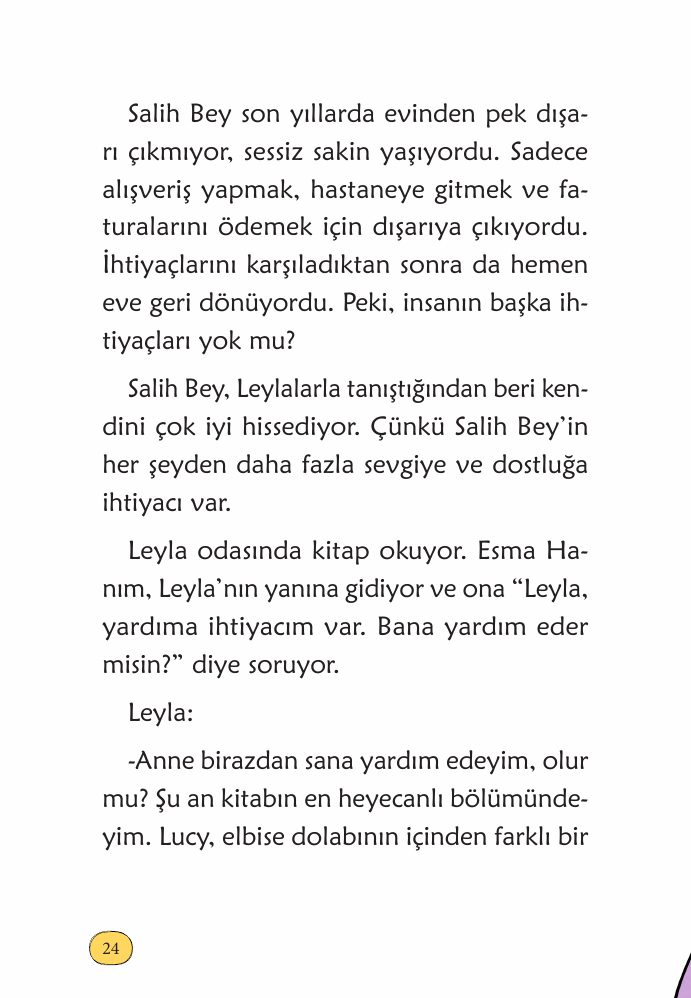 Salih Bey son yıllarda evinden pek dışa-
rı çıkmıyor, sessiz sakin yaşıyordu. Sadece
alışveriş yapmak, hastaneye gitmek ve fa-
turalarını ödemek için dışarıya çıkıyordu.
İhtiyaçlarını karşıladıktan sonra da hemen
eve geri dönüyordu. Peki, insanın başka ih-
tiyaçları yok mu?
Salih Bey, Leylalarla tanıştığından beri ken-
dini çok iyi hissediyor. Çünkü Salih Bey’in
her şeyden daha fazla sevgiye ve dostluğa
ihtiyacı var.
Leyla odasında kitap okuyor. Esma Ha-
nım, Leyla’nın yanına gidiyor ve ona “Leyla,
yardıma ihtiyacım var. Bana yardım eder
misin?” diye soruyor.
Leyla:
-Anne birazdan sana yardım edeyim, olur
mu? Şu an kitabın en heyecanlı bölümünde-
yim. Lucy, elbise dolabının içinden farklı bir
24